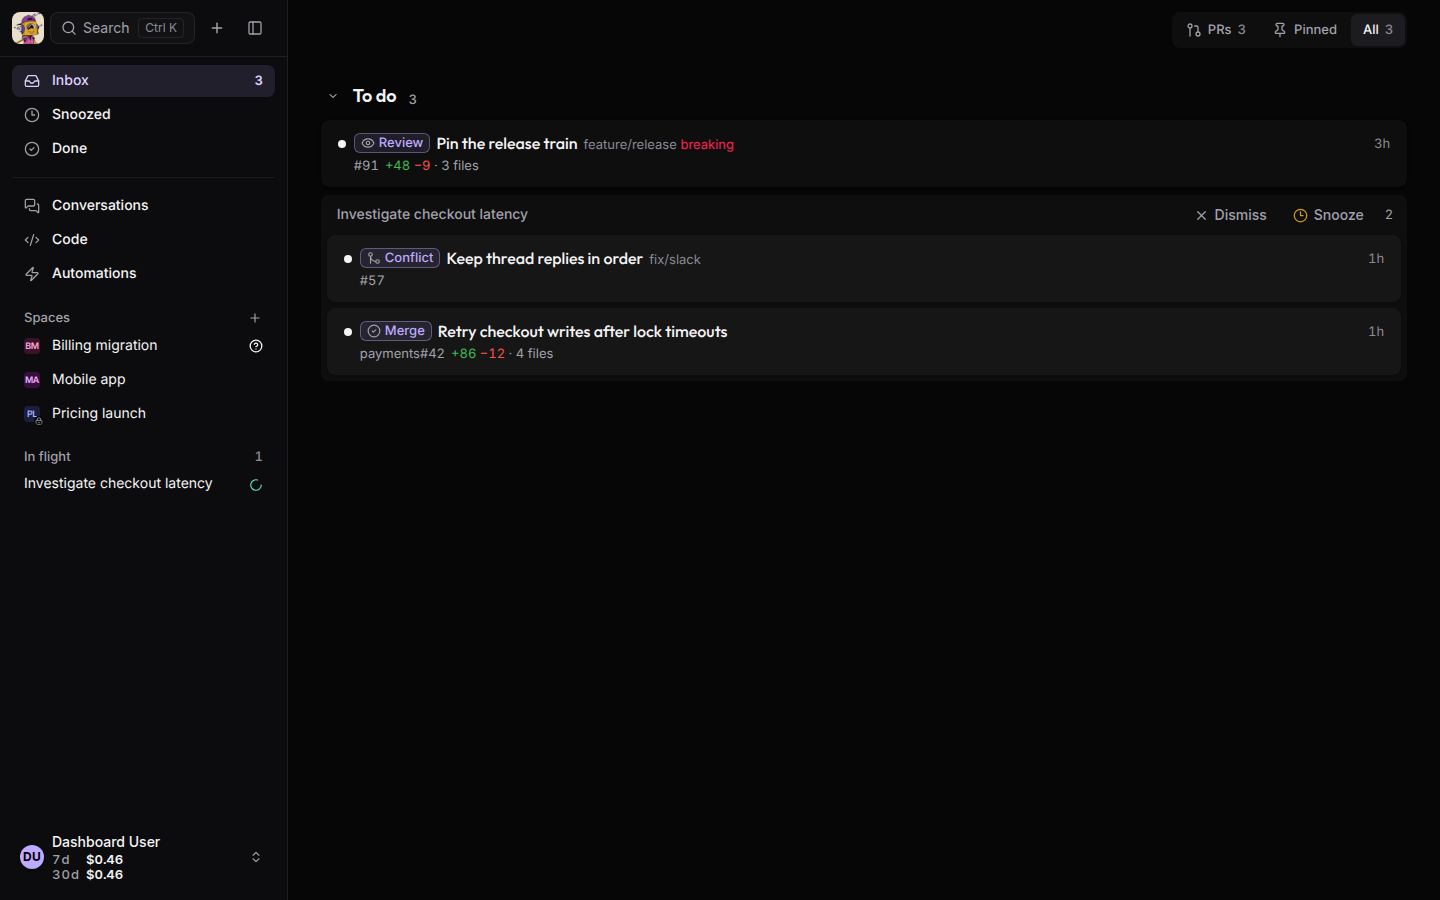 Search Ctrl K
PRs 3 Pinned All 3
Inbox 3
Snoozed
Done
Conversations
Code
Automations
Spaces
BM Billing migration
MA Mobile app
PL Pricing launch
In flight 1
Investigate checkout latency
DU Dashboard User
7d $0.46
30d $0.46
To do 3
Review Pin the release train feature/release breaking 3h
#91 +48 −9 · 3 files
Investigate checkout latency Dismiss Snooze 2
Conflict Keep thread replies in order fix/slack 1h
#57
Merge Retry checkout writes after lock timeouts 1h
payments#42 +86 −12 · 4 files